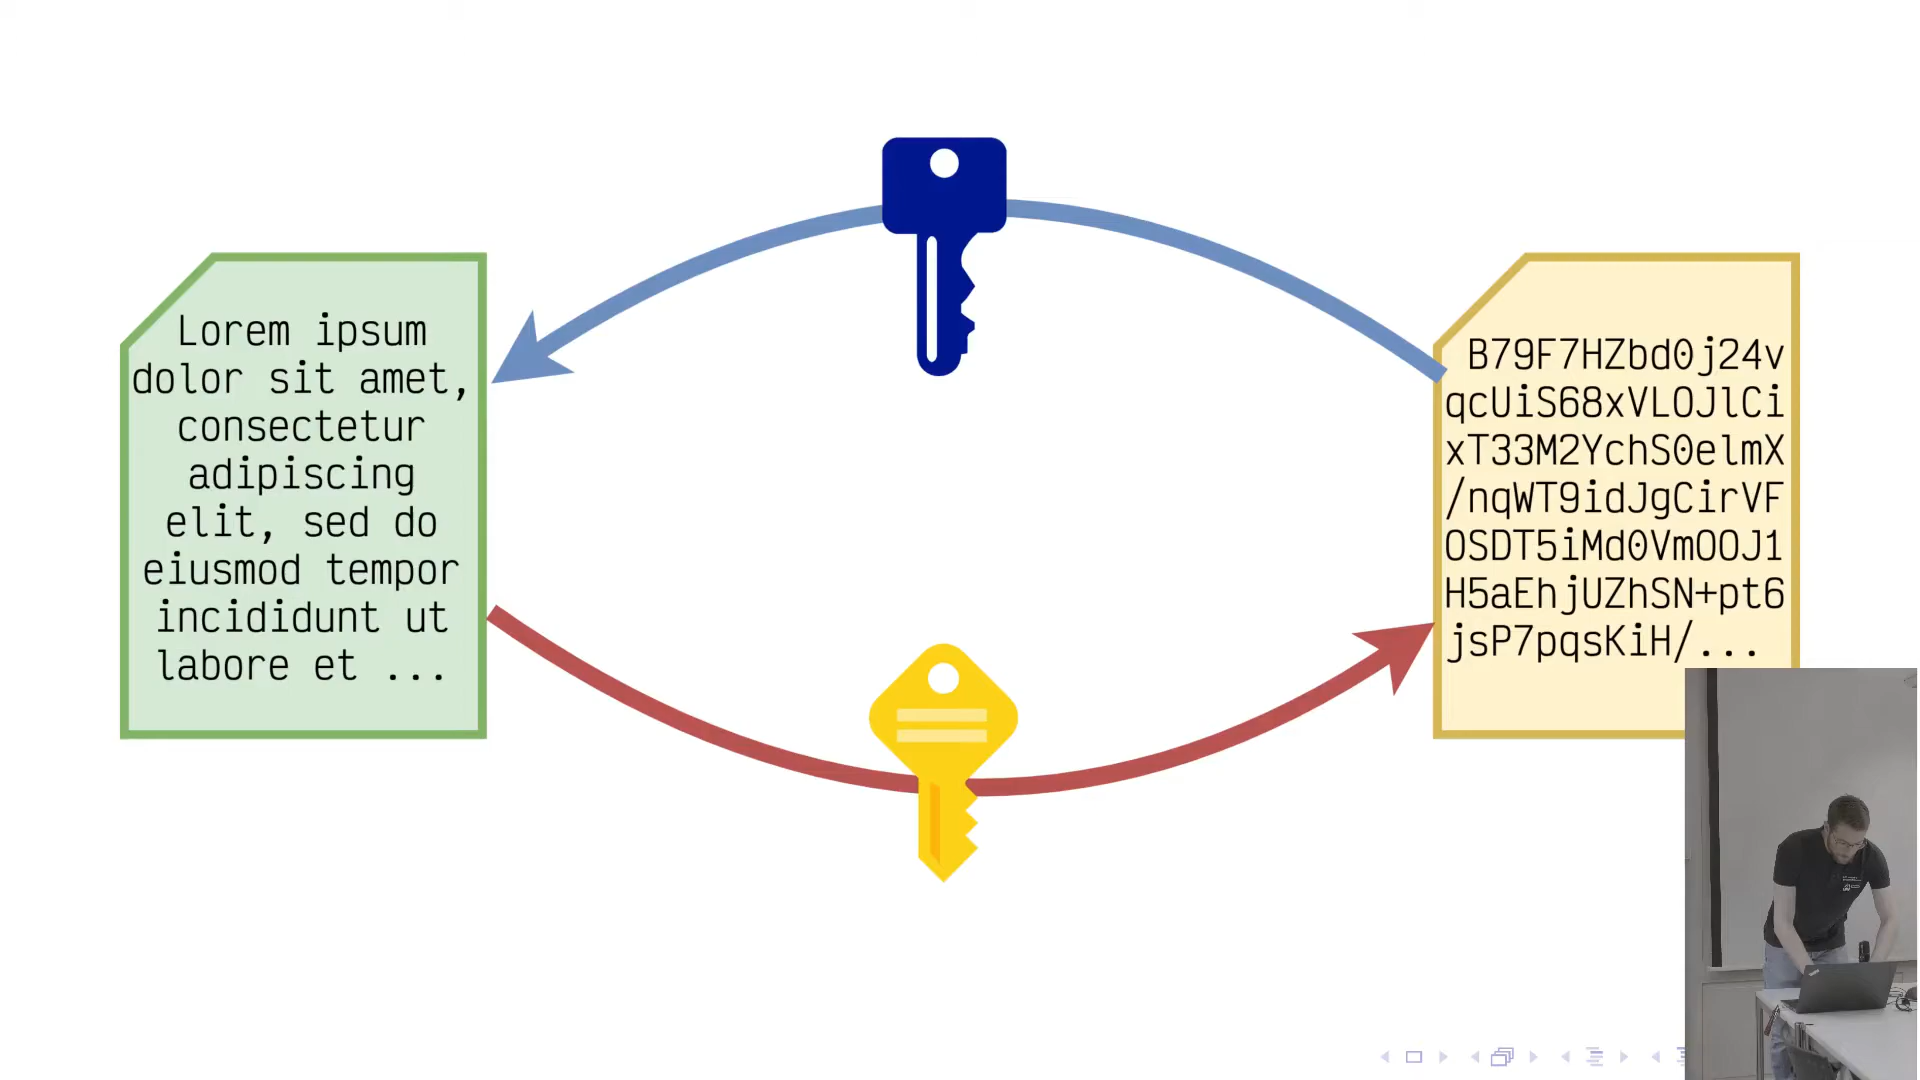 Lorem ipsum
dolor sit amet,
consectetur
adipiscing
elit, sed do
eiusmod tempor
incididunt ut
labore et ...
B79F7HZbd0j24v
qcUiS68xVLOJlCi
xT33M2YchS0elmX
/nqWT9idJgCirVF
OSDT5iMd0VmOOJ1
H5aEhjUZhSN+pt6
jsP7pqsKiH/...